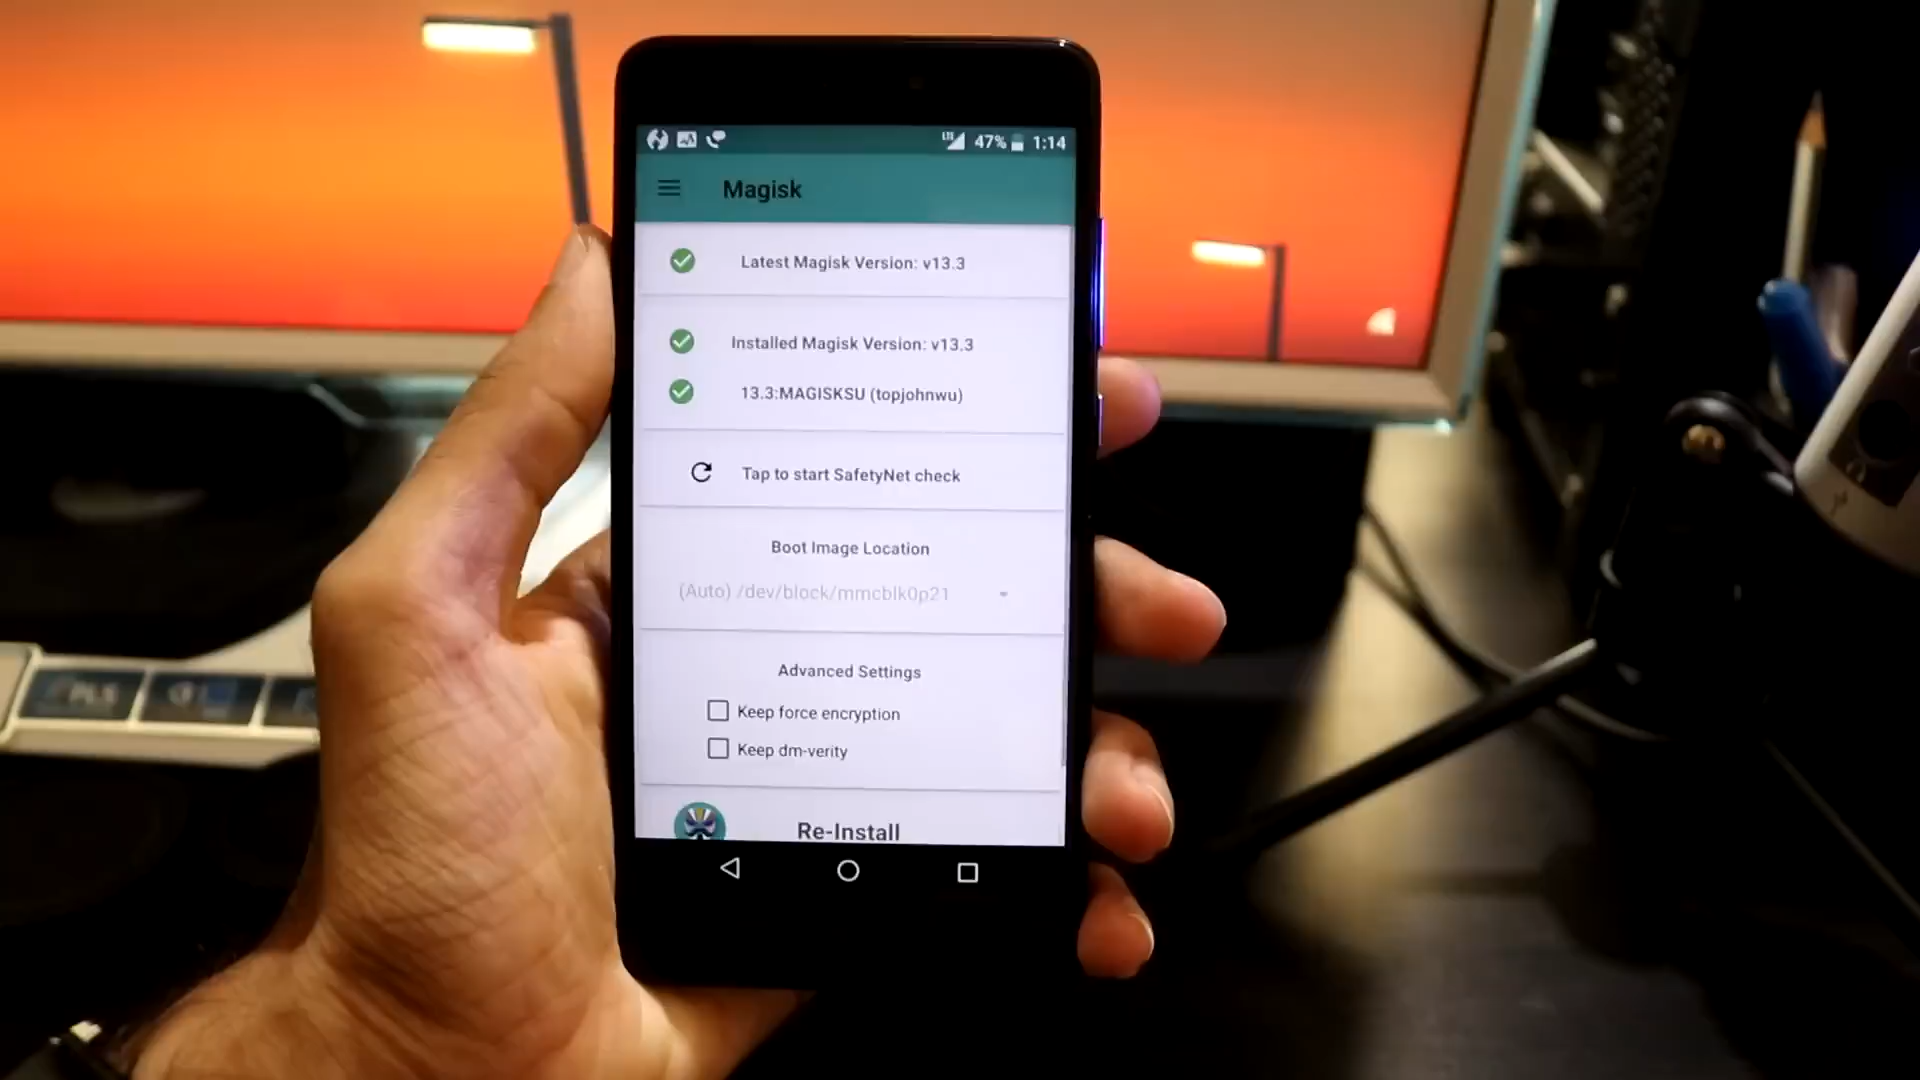 LTE 47% 1:14
Magisk
Latest Magisk Version: v13.3
Installed Magisk Version: v13.3
13.3:MAGISKSU (topjohnwu)
Tap to start SafetyNet check
Boot Image Location
(Auto) /dev/block/mmcblk0p21
Advanced Settings
Keep force encryption
Keep dm-verity
Re-Install